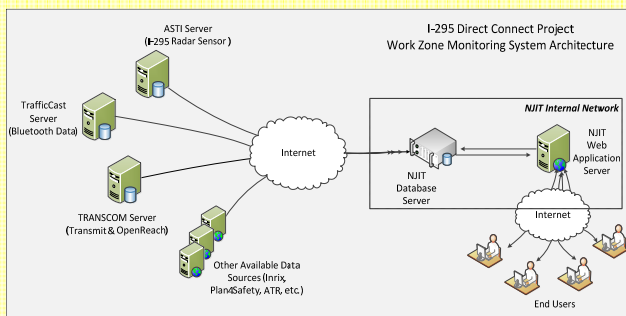 I-295 Direct Connect Project
Work Zone Monitoring System Architecture
ASTI Server
(I-295 Radar Sensor)
TrafficCast
Server
(Bluetooth Data)
TRANSCOM Server
(Transmit & OpenReach)
Other Available Data
Sources (Inrix,
Plan4Safety, ATR, etc.)
Internet
NJIT Internal Network
NJIT
Database
Server
NJIT
Web
Application
Server
Internet
End Users